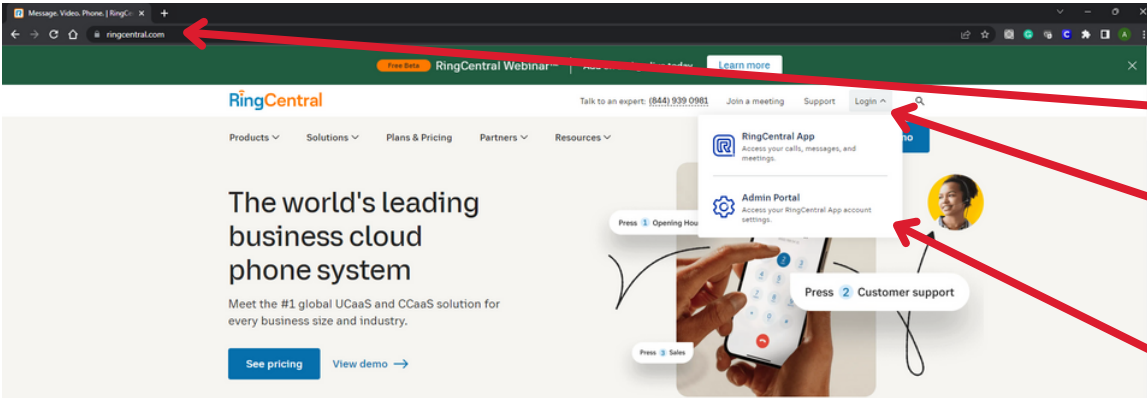 Message. Video. Phone. | RingCe
ringcentral.com
Free Beta RingCentral Webinar Learn more
RingCentral
Talk to an expert: (844) 939 0981 Join a meeting Support Login
Products Solutions Plans & Pricing Partners Resources
RingCentral App
Access your calls, messages, and
meetings.
Admin Portal
Access your RingCentral App account
settings.
The world's leading
business cloud
phone system
Meet the #1 global UCaaS and CCaaS solution for
every business size and industry.
See pricing View demo →
Press 1 Opening Hou
Press 2 Customer support
Press 3 Sales